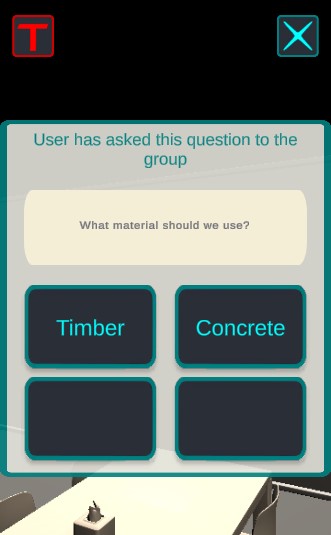 T
User has asked this question to the
group
What material should we use?
Timber
Concrete